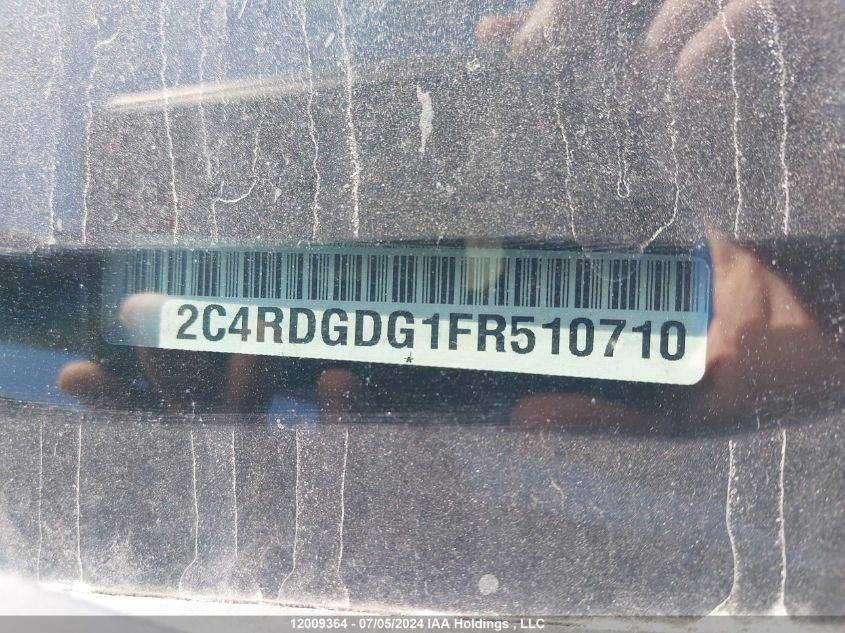 2C4RDGDG1FR510710
*
12009364 - 07/05/2024 IAA Holdings , LLC